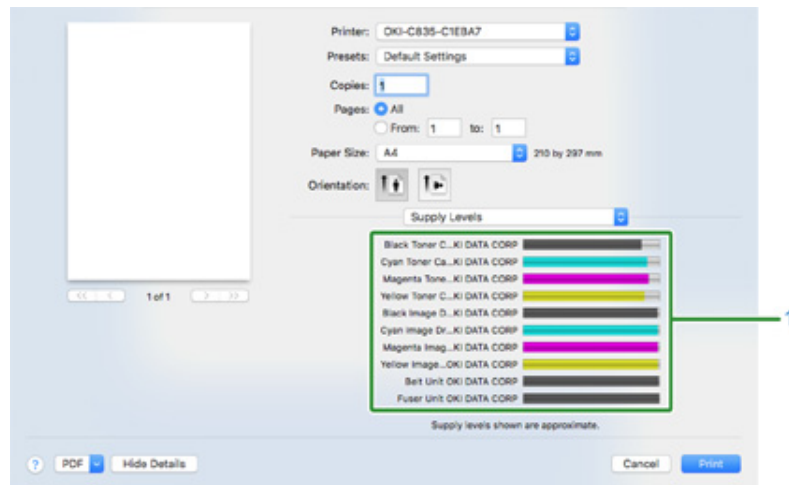 Printer: OKI-C835-C1EBA7
Presets: Default Settings
Copies: 1
Pages: All
From: 1 to: 1
Paper Size: A4 210 by 297 mm
Orientation:
Supply Levels
Black Toner C...KI DATA CORP
Cyan Toner Ca...KI DATA CORP
Magenta Tone...KI DATA CORP
Yellow Toner C...KI DATA CORP
Black Image D...KI DATA CORP
Cyan Image Dr...KI DATA CORP
Magenta Imag...KI DATA CORP
Yellow Image...OKI DATA CORP
Belt Unit OKI DATA CORP
Fuser Unit OKI DATA CORP
1
Supply levels shown are approximate.
1 of 1
? PDF Hide Details Cancel Print